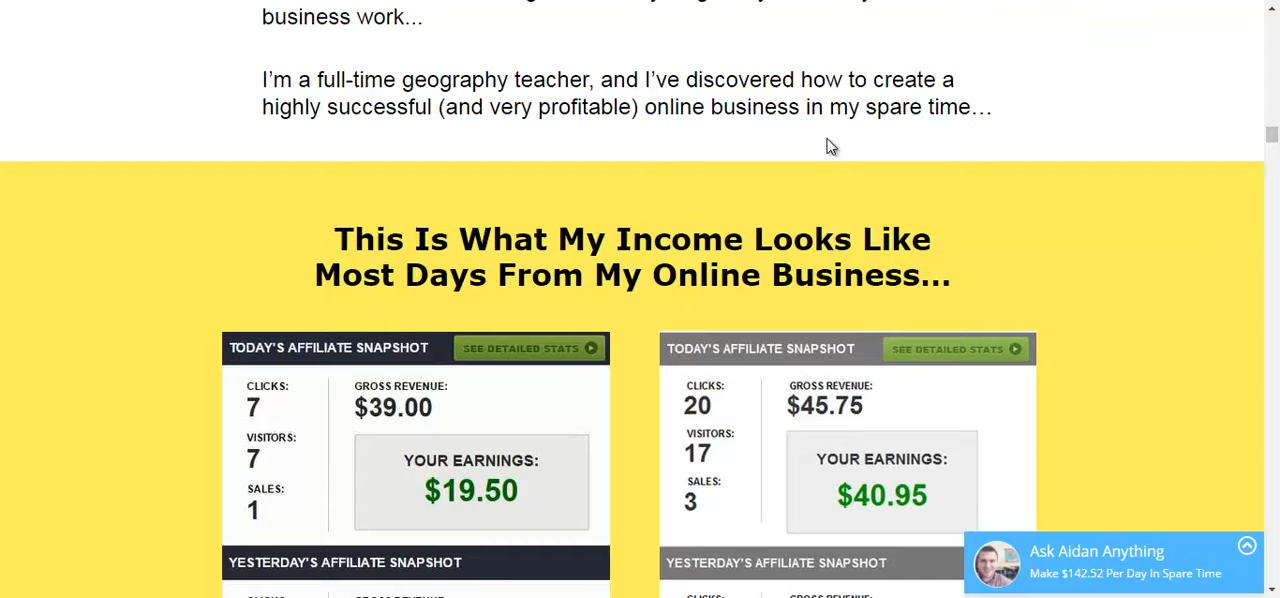 business work...
I'm a full-time geography teacher, and I've discovered how to create a
highly successful (and very profitable) online business in my spare time...
This Is What My Income Looks Like
Most Days From My Online Business...
TODAY'S AFFILIATE SNAPSHOT SEE DETAILED STATS
CLICKS: GROSS REVENUE:
7 $39.00
VISITORS:
7
YOUR EARNINGS:
$19.50
SALES:
1
YESTERDAY'S AFFILIATE SNAPSHOT
TODAY'S AFFILIATE SNAPSHOT SEE DETAILED STATS
CLICKS: GROSS REVENUE:
20 $45.75
VISITORS:
17
YOUR EARNINGS:
$40.95
SALES:
3
YESTERDAY'S AFFILIATE SNAPSHOT
Ask Aidan Anything
Make $142.52 Per Day In Spare Time